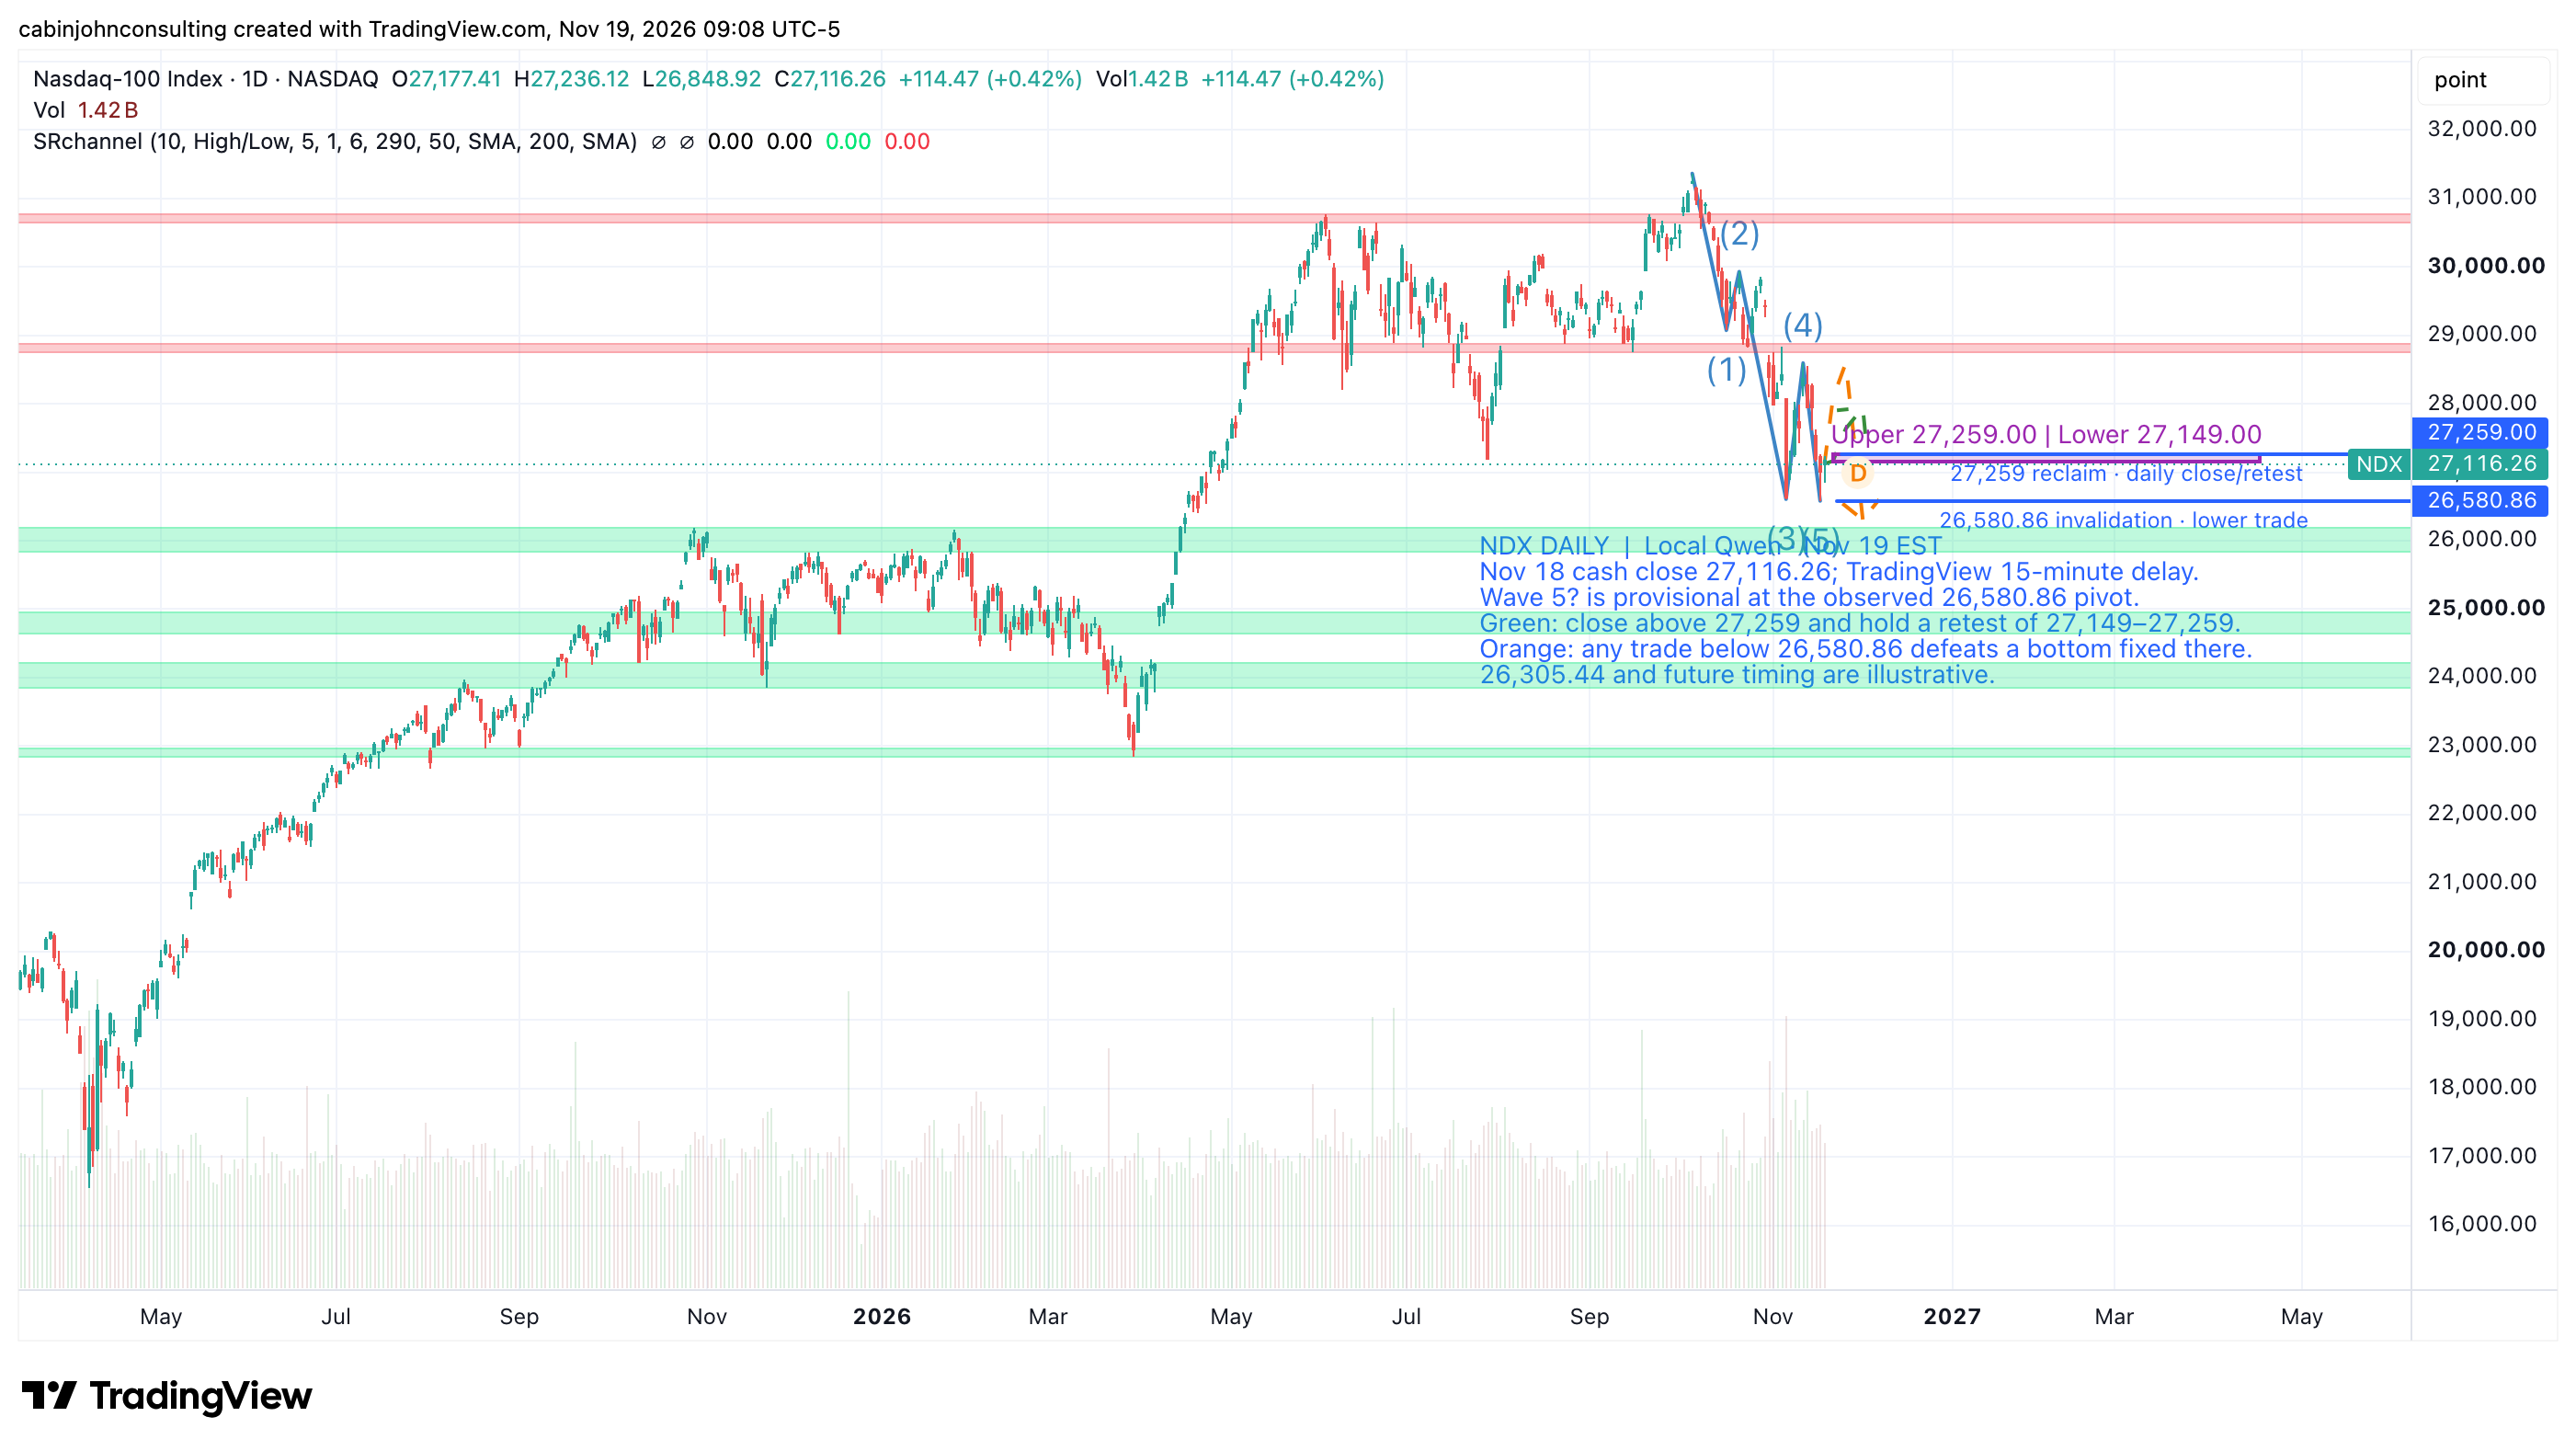 cabinjohnconsulting created with TradingView.com, Nov 19, 2026 09:08 UTC-5
Nasdaq-100 Index · 1D · NASDAQ O27,177.41 H27,236.12 L26,848.92 C27,116.26 +114.47 (+0.42%) Vol1.42 B +114.47 (+0.42%)
Vol 1.42 B
SRchannel (10, High/Low, 5, 1, 6, 290, 50, SMA, 200, SMA) ∅ ∅ 0.00 0.00 0.00 0.00
point
32,000.00
31,000.00
(2)
30,000.00
29,000.00
(4)
(1)
28,000.00
Upper 27,259.00 | Lower 27,149.00
27,259.00
NDX 27,116.26
D
27,259 reclaim · daily close/retest
26,580.86
26,580.86 invalidation · lower trade
(3)(5)
26,000.00
NDX DAILY | Local Qwen Nov 19 EST
Nov 18 cash close 27,116.26; TradingView 15-minute delay.
Wave 5? is provisional at the observed 26,580.86 pivot.
25,000.00
Green: close above 27,259 and hold a retest of 27,149–27,259.
Orange: any trade below 26,580.86 defeats a bottom fixed there.
26,305.44 and future timing are illustrative.
24,000.00
23,000.00
22,000.00
21,000.00
20,000.00
19,000.00
18,000.00
17,000.00
16,000.00
May Jul Sep Nov 2026 Mar May Jul Sep Nov 2027 Mar May
TradingView